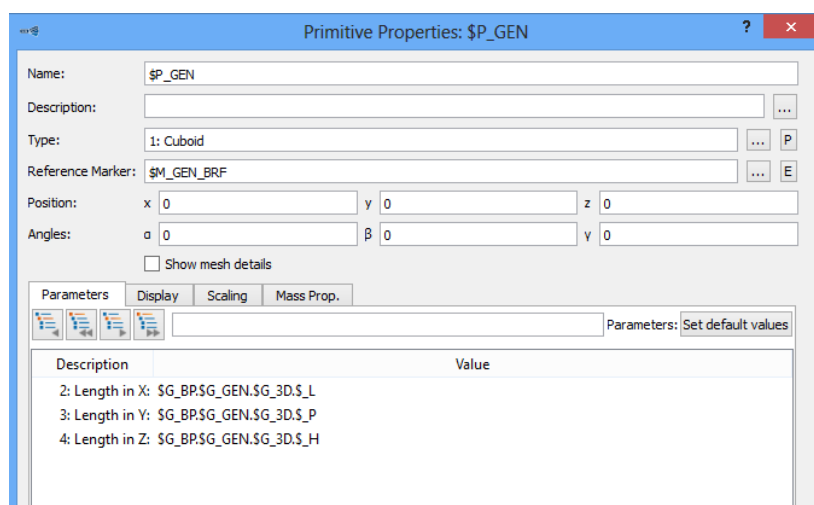 Primitive Properties: $P_GEN ? ×
Name: $P_GEN
Description: ...
Type: 1: Cuboid ... P
Reference Marker: $M_GEN_BRF ... E
Position: x 0 y 0 z 0
Angles: α 0 β 0 γ 0
Show mesh details
Parameters Display Scaling Mass Prop.
Parameters: Set default values
Description Value
2: Length in X: $G_BP.$G_GEN.$G_3D.$_L
3: Length in Y: $G_BP.$G_GEN.$G_3D.$_P
4: Length in Z: $G_BP.$G_GEN.$G_3D.$_H